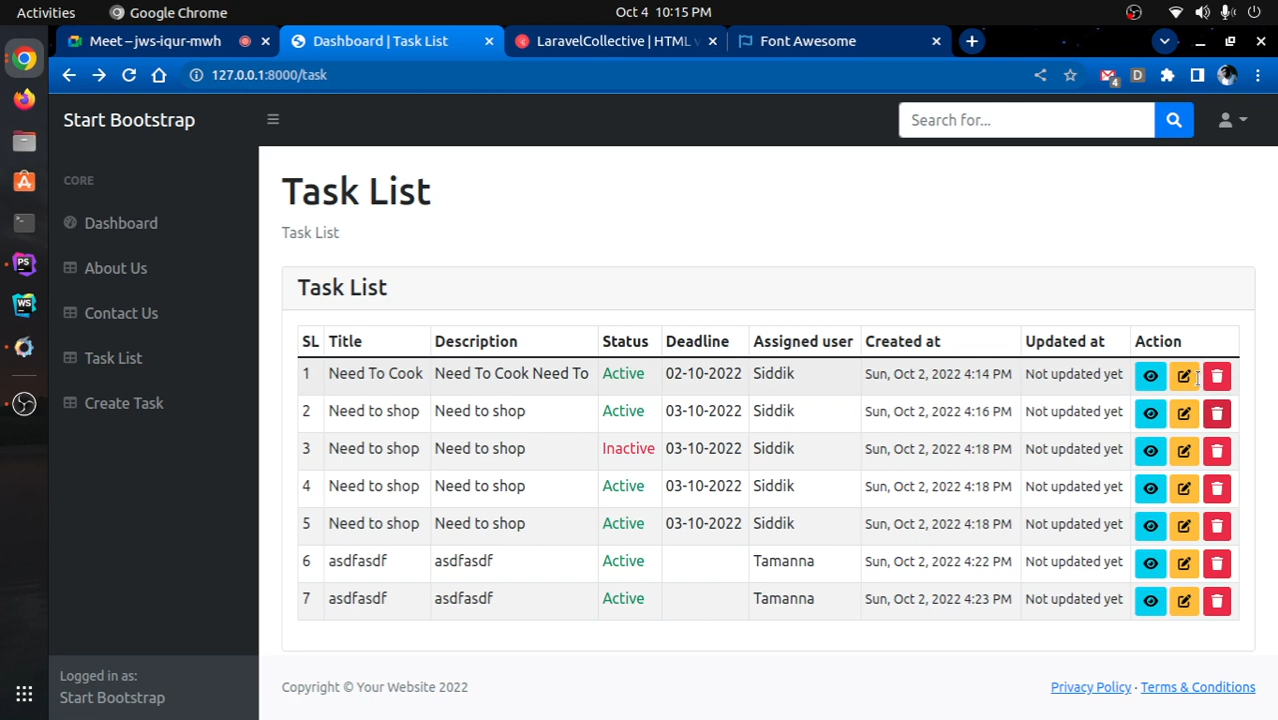 Activities
Google Chrome
Oct 4 10:15 PM
Meet – jws-iqur-mwh
Dashboard | Task List
LaravelCollective | HTML v
Font Awesome
127.0.0.1:8000/task
4
D
Start Bootstrap
Search for...
CORE
Dashboard
About Us
Contact Us
Task List
Create Task
Logged in as:
Start Bootstrap
PS
WS
Task List
Task List
Task List
SL Title Description Status Deadline Assigned user Created at Updated at Action
1 Need To Cook Need To Cook Need To Active 02-10-2022 Siddik Sun, Oct 2, 2022 4:14 PM Not updated yet
2 Need to shop Need to shop Active 03-10-2022 Siddik Sun, Oct 2, 2022 4:16 PM Not updated yet
3 Need to shop Need to shop Inactive 03-10-2022 Siddik Sun, Oct 2, 2022 4:18 PM Not updated yet
4 Need to shop Need to shop Active 03-10-2022 Siddik Sun, Oct 2, 2022 4:18 PM Not updated yet
5 Need to shop Need to shop Active 03-10-2022 Siddik Sun, Oct 2, 2022 4:18 PM Not updated yet
6 asdfasdf asdfasdf Active Tamanna Sun, Oct 2, 2022 4:22 PM Not updated yet
7 asdfasdf asdfasdf Active Tamanna Sun, Oct 2, 2022 4:23 PM Not updated yet
Copyright © Your Website 2022
Privacy Policy · Terms & Conditions